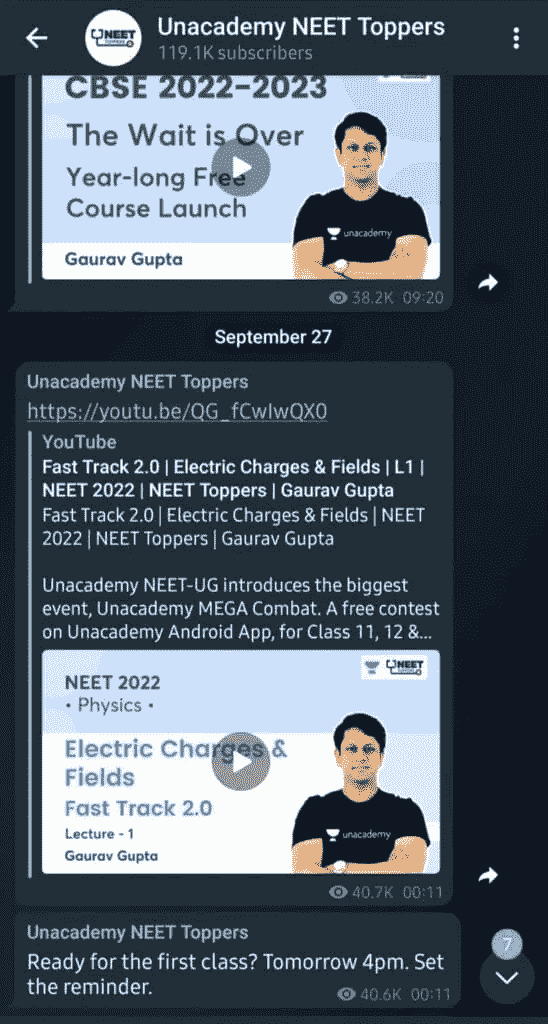 NEET
TOPPERS
Unacademy NEET Toppers
119.1K subscribers
CBSE 2022-2023
The Wait is Over
Year-long Free
Course Launch
unacademy
Gaurav Gupta
38.2K 09:20
September 27
Unacademy NEET Toppers
https://youtu.be/QG_fCwIwQX0
YouTube
Fast Track 2.0 | Electric Charges & Fields | L1 |
NEET 2022 | NEET Toppers | Gaurav Gupta
Fast Track 2.0 | Electric Charges & Fields | NEET
2022 | NEET Toppers | Gaurav Gupta
Unacademy NEET-UG introduces the biggest
event, Unacademy MEGA Combat. A free contest
on Unacademy Android App, for Class 11, 12 &...
NEET
TOPPERS
NEET 2022
• Physics •
Electric Charges &
Fields
Fast Track 2.0
Lecture - 1
unacademy
Gaurav Gupta
40.7K 00:11
Unacademy NEET Toppers
7
Ready for the first class? Tomorrow 4pm. Set
the reminder.
40.6K 00:11